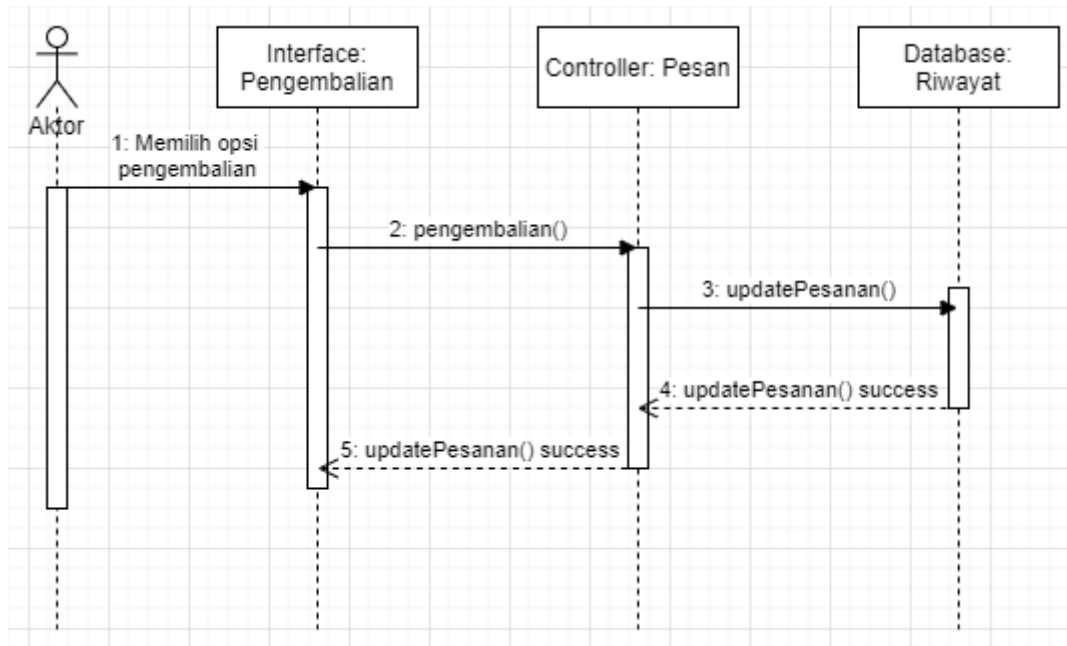 Interface:
Pengembalian
Controller: Pesan
Database:
Riwayat
Aktor
1: Memilih opsi
pengembalian
2: pengembalian()
3: updatePesanan()
4: updatePesanan() success
5: updatePesanan() success